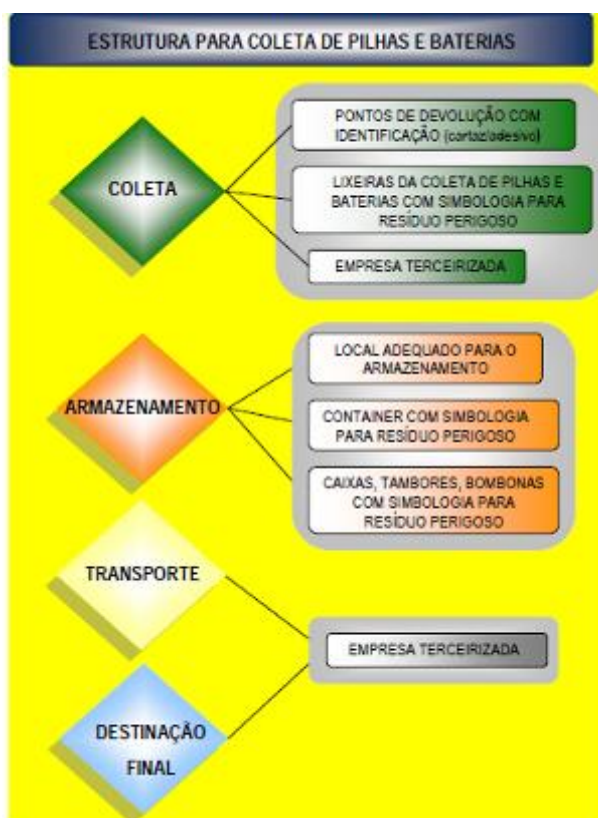 ESTRUTURA PARA COLETA DE PILHAS E BATERIAS
COLETA
PONTOS DE DEVOLUÇÃO COM
IDENTIFICAÇÃO (cartaz/adesivo)
LIXEIRAS DA COLETA DE PILHAS E
BATERIAS COM SIMBOLOGIA PARA
RESÍDUO PERIGOSO
EMPRESA TERCEIRIZADA
ARMAZENAMENTO
LOCAL ADEQUADO PARA O
ARMAZENAMENTO
CONTAINER COM SIMBOLOGIA
PARA RESÍDUO PERIGOSO
CAIXAS, TAMBORES, BOMBONAS
COM SIMBOLOGIA PARA
RESÍDUO PERIGOSO
TRANSPORTE
EMPRESA TERCEIRIZADA
DESTINAÇÃO
FINAL